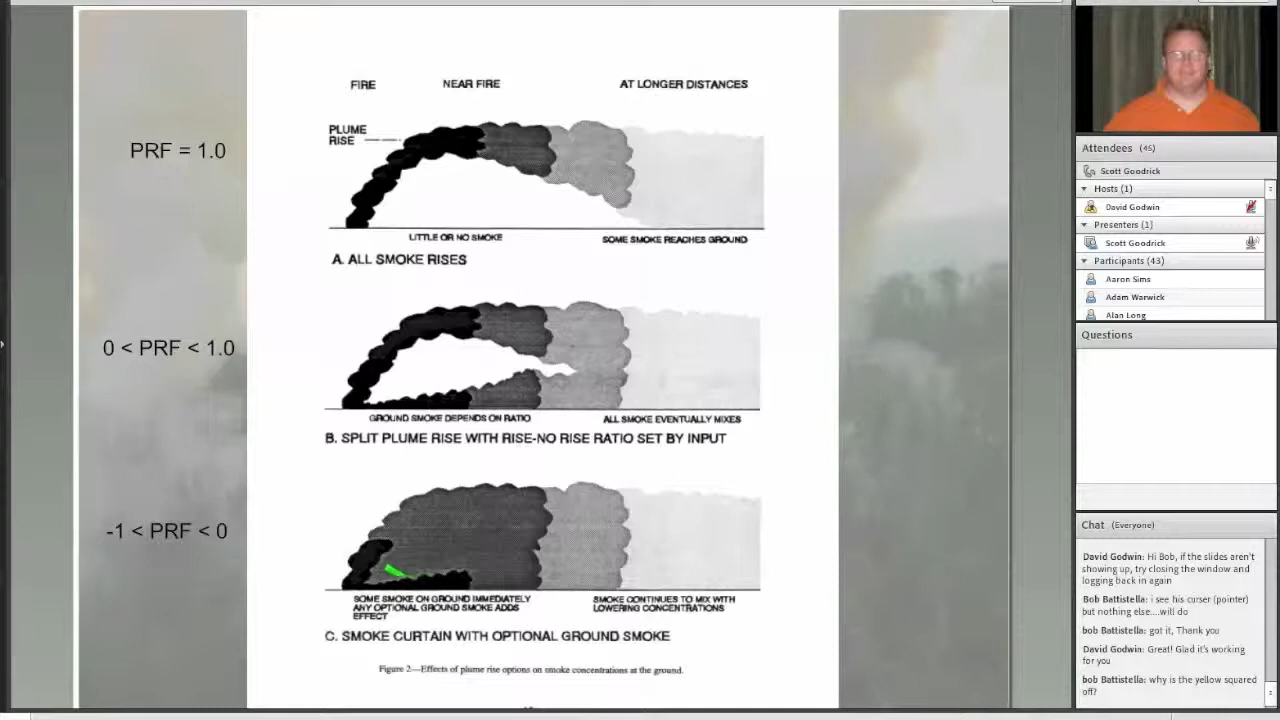 PRF = 1.0
0 < PRF < 1.0
-1 < PRF < 0
FIRE
NEAR FIRE
AT LONGER DISTANCES
PLUME
RISE
LITTLE OR NO SMOKE
SOME SMOKE REACHES GROUND
A. ALL SMOKE RISES
GROUND SMOKE DEPENDS ON RATIO
ALL SMOKE EVENTUALLY MIXES
B. SPLIT PLUME RISE WITH RISE-NO RISE RATIO SET BY INPUT
SOME SMOKE ON GROUND IMMEDIATELY
ANY OPTIONAL GROUND SMOKE ADDS
EFFECT
SMOKE CONTINUES TO MIX WITH
LOWERING CONCENTRATIONS
C. SMOKE CURTAIN WITH OPTIONAL GROUND SMOKE
Figure 2—Effects of plume rise options on smoke concentrations at the ground.
Attendees (45)
Scott Goodrick
Hosts (1)
David Godwin
Presenters (1)
Scott Goodrick
Participants (43)
Aaron Sims
Adam Warwick
Alan Long
Questions
Chat (Everyone)
David Godwin: Hi Bob, if the slides aren't
showing up, try closing the window and
logging back in again
Bob Battistella: i see his curser (pointer)
but nothing else....will do
bob Battistella: got it, Thank you
David Godwin: Great! Glad it's working
for you
bob Battistella: why is the yellow squared
off?